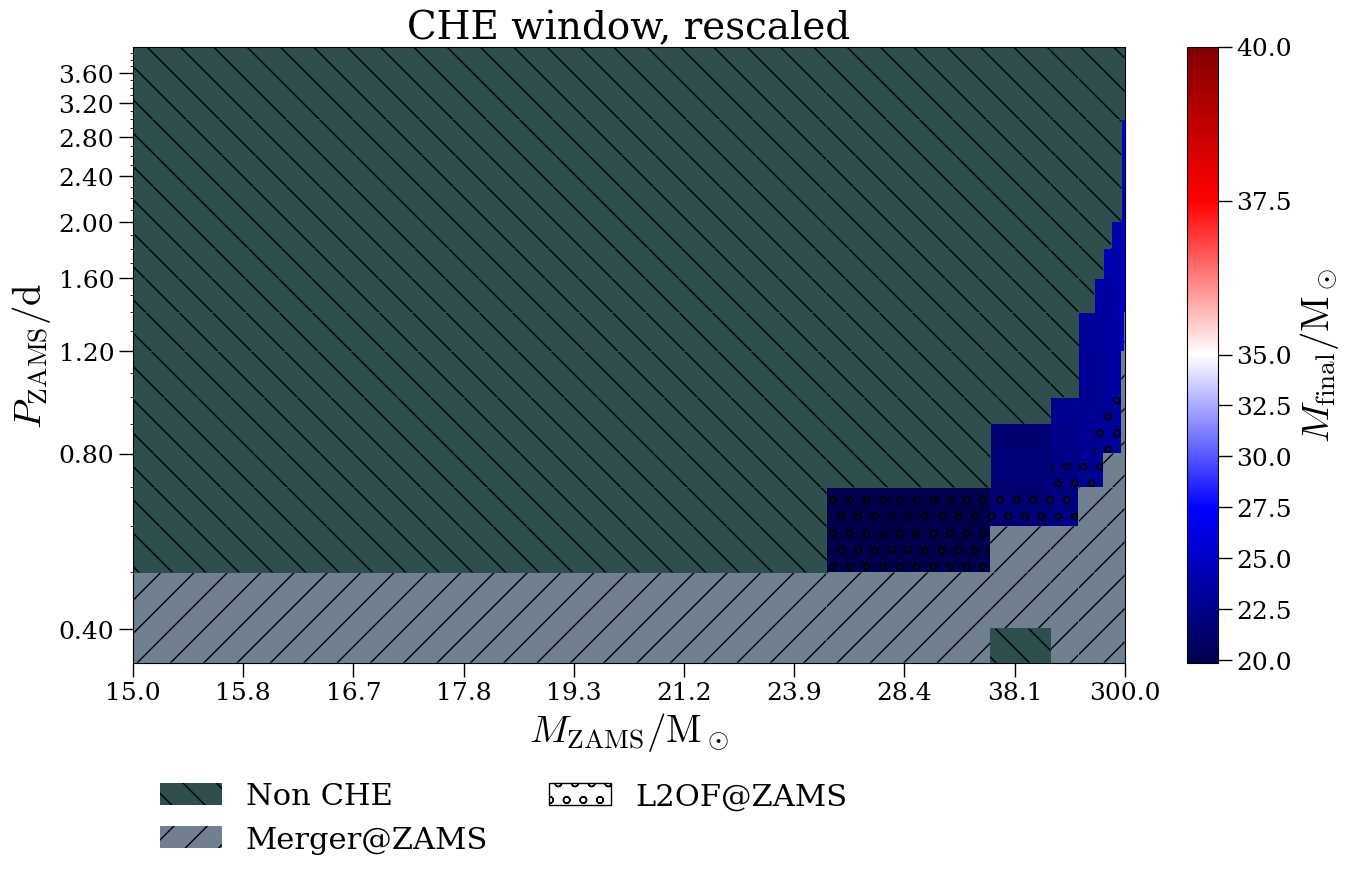 CHE window, rescaled
3.60
3.20
2.80
2.40
2.00
1.60
1.20
0.80
0.40
P_ZAMS/d
15.0 15.8 16.7 17.8 19.3 21.2 23.9 28.4 38.1 300.0
M_ZAMS/M_⊙
40.0
37.5
35.0
32.5
30.0
27.5
25.0
22.5
20.0
M_final/M_⊙
Non CHE
Merger@ZAMS
L2OF@ZAMS